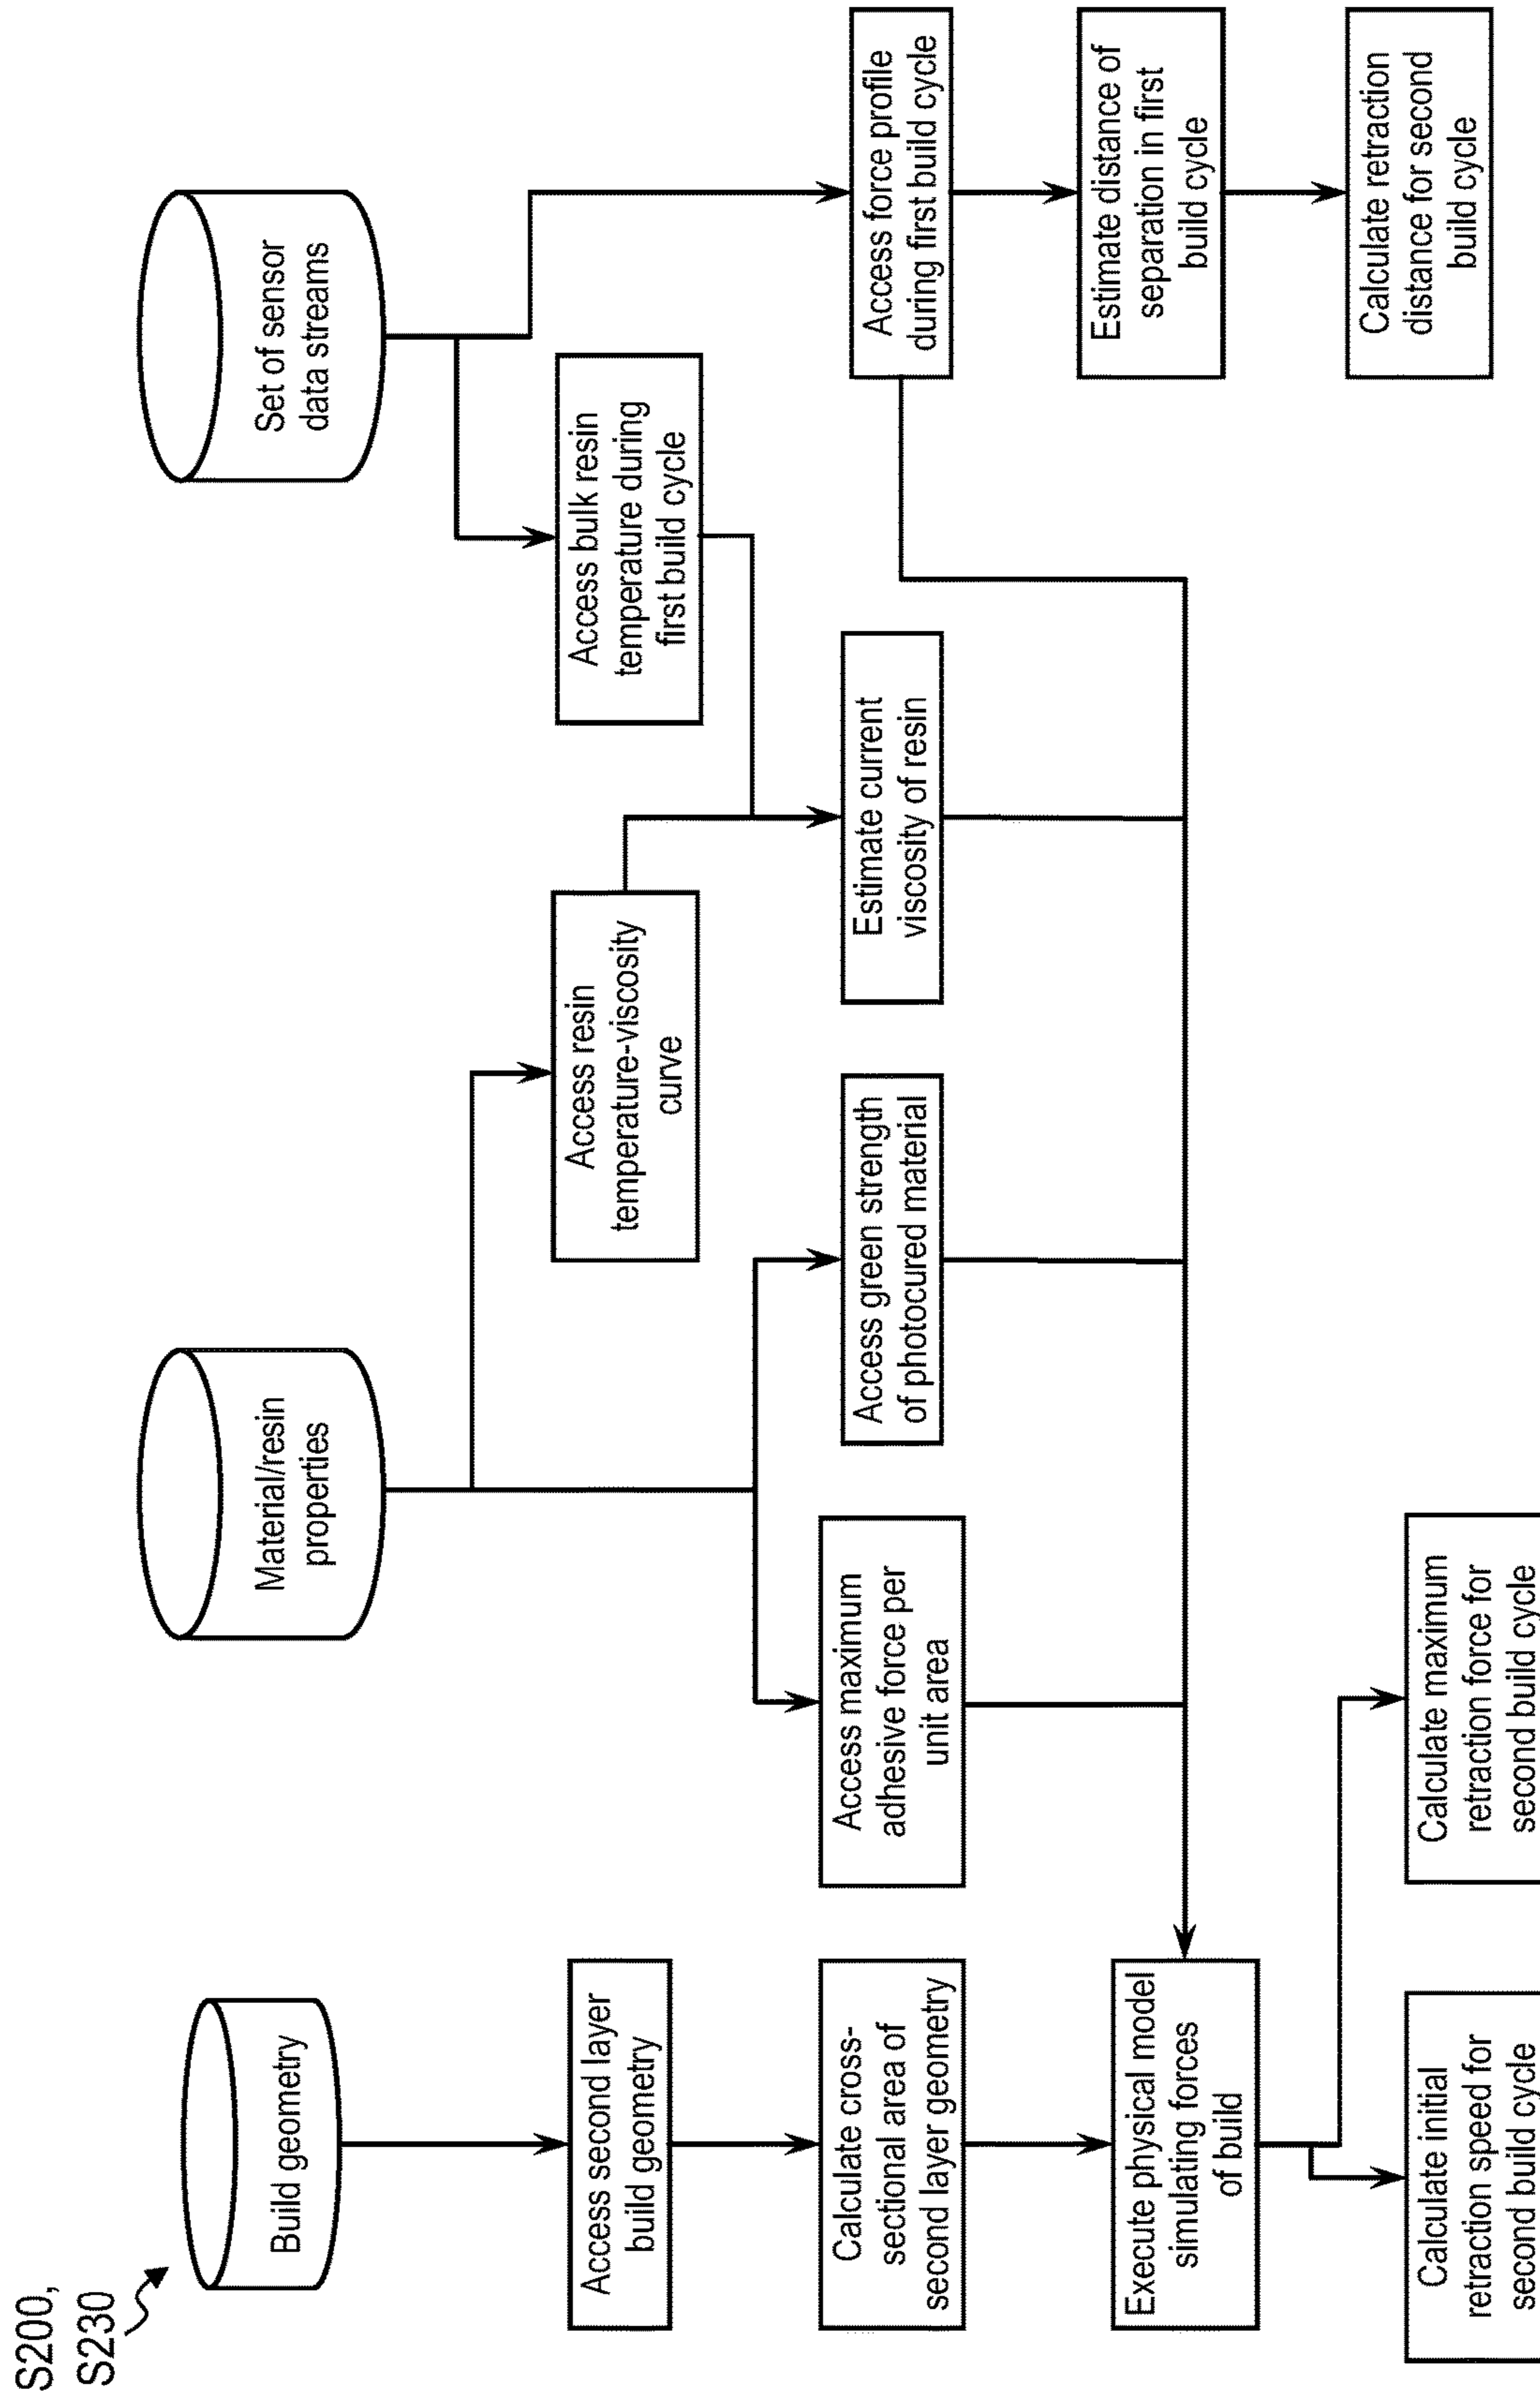 S200,
S230
Build geometry
Material/resin
properties
Set of sensor
data streams
Access second layer
build geometry
Access resin
temperature-viscosity
curve
Access bulk resin
temperature during
first build cycle
Calculate cross-
sectional area of
second layer geometry
Access maximum
adhesive force per
unit area
Access green strength
of photocured material
Estimate current
viscosity of resin
Access force profile
during first build cycle
Execute physical model
simulating forces
of build
Estimate distance of
separation in first
build cycle
Calculate initial
retraction speed for
second build cycle
Calculate maximum
retraction force for
second build cycle
Calculate retraction
distance for second
build cycle